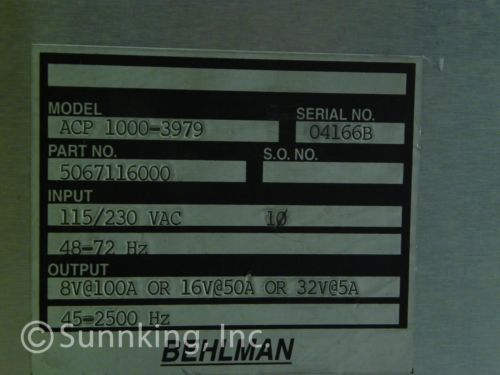 MODEL SERIAL NO.
ACP 1000-3979 04166B
PART NO. S.O. NO.
5067116000
INPUT
115/230 VAC 1Ø
48-72 Hz
OUTPUT
8V@100A OR 16V@50A OR 32V@5A
45-2500 Hz
© Sunnking, Inc.
BEHLMAN